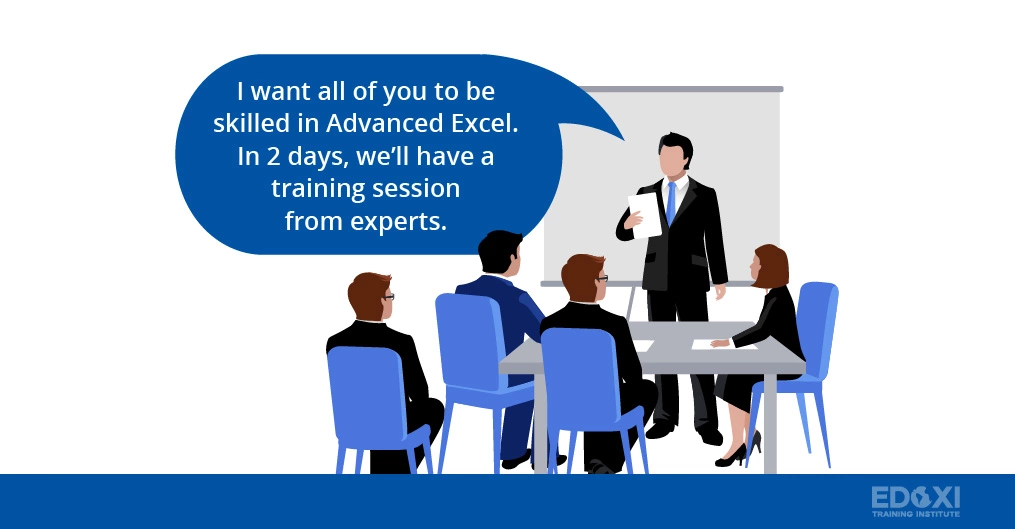 I want all of you to be
skilled in Advanced Excel.
In 2 days, we’ll have a
training session
from experts.
EDOXI
TRAINING INSTITUTE